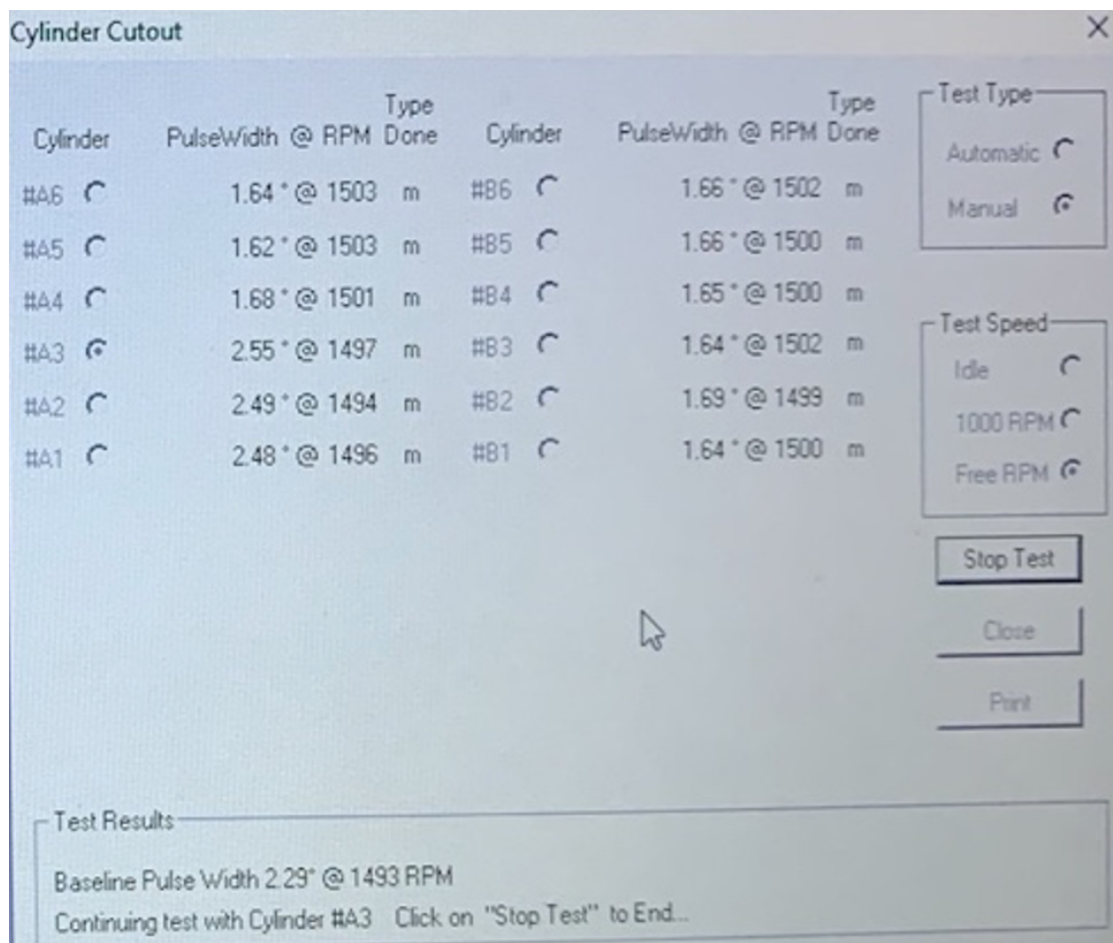 Cylinder Cutout
Type Type
Cylinder PulseWidth @ RPM Done Cylinder PulseWidth @ RPM Done
#A6 1.64 ° @ 1503 m #B6 1.66 ° @ 1502 m
#A5 1.62 ° @ 1503 m #B5 1.66 ° @ 1500 m
#A4 1.68 ° @ 1501 m #B4 1.65 ° @ 1500 m
#A3 2.55 ° @ 1497 m #B3 1.64 ° @ 1502 m
#A2 2.49 ° @ 1494 m #B2 1.69 ° @ 1499 m
#A1 2.48 ° @ 1496 m #B1 1.64 ° @ 1500 m
Test Type
Automatic
Manual
Test Speed
Idle
1000 RPM
Free RPM
Stop Test
Close
Print
Test Results
Baseline Pulse Width 2.29° @ 1493 RPM
Continuing test with Cylinder #A3 Click on "Stop Test" to End...